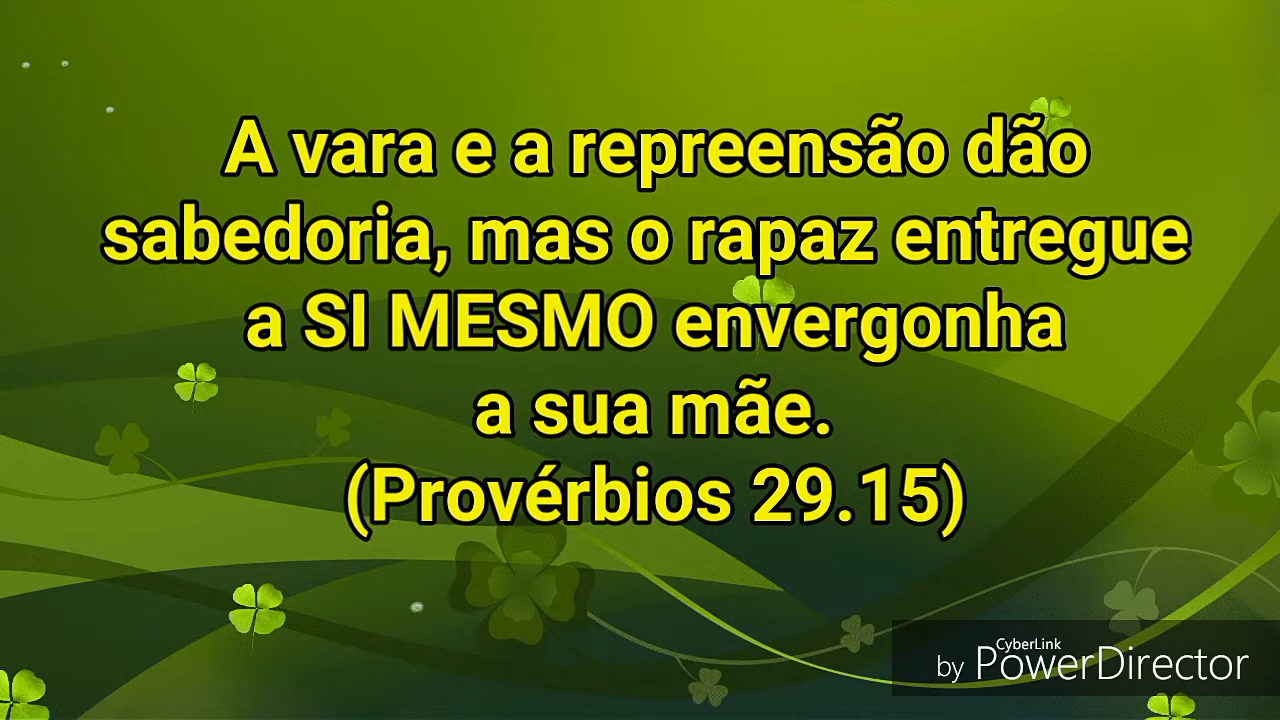 A vara e a repreensão dão
sabedoria, mas o rapaz entregue
a SI MESMO envergonha
a sua mãe.
(Provérbios 29.15)
CyberLink
by PowerDirector